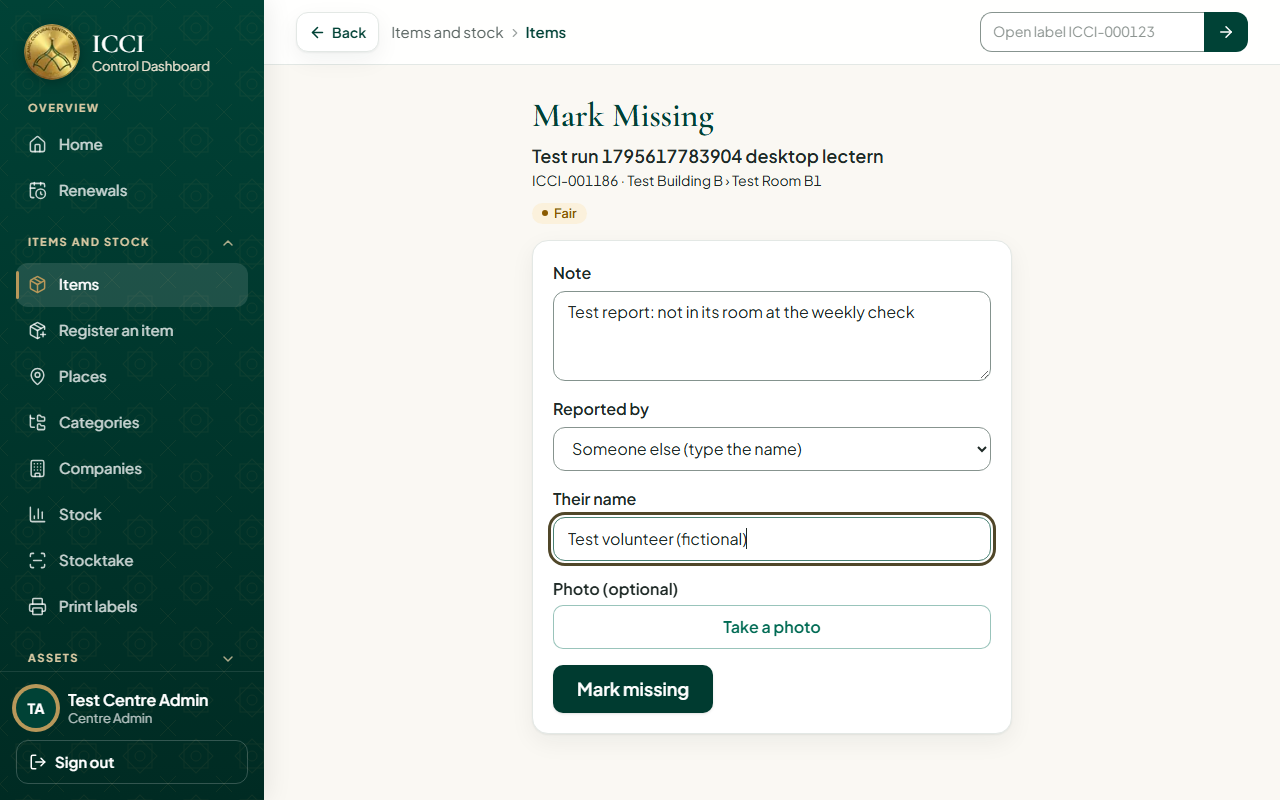 ICCI
Control Dashboard
OVERVIEW
Home
Renewals
ITEMS AND STOCK
Items
Register an item
Places
Categories
Companies
Stock
Stocktake
Print labels
ASSETS
TA
Test Centre Admin
Centre Admin
Sign out
Back
Items and stock › Items
Open label ICCI-000123
Mark Missing
Test run 1795617783904 desktop lectern
ICCI-001186 · Test Building B › Test Room B1
Fair
Note
Test report: not in its room at the weekly check
Reported by
Someone else (type the name)
Their name
Test volunteer (fictional)
Photo (optional)
Take a photo
Mark missing